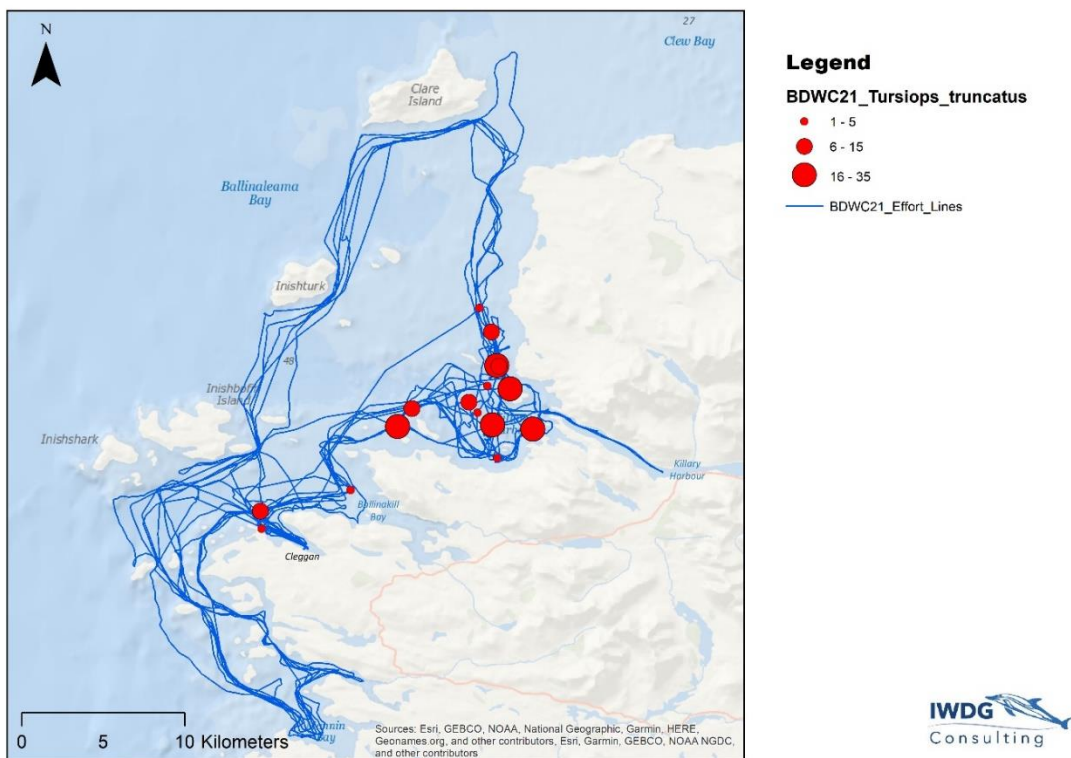 N
27
Clew Bay
Clare
Island
Ballinaleama
Bay
Inishturk
48
Inishbofin
Island
Inishshark
Killary
Harbour
Ballinakill
Bay
Cleggan
Bay
0 5 10 Kilometers
Sources: Esri, GEBCO, NOAA, National Geographic, Garmin, HERE,
Geonames.org, and other contributors, Esri, Garmin, GEBCO, NOAA NGDC,
and other contributors
Legend
BDWC21_Tursiops_truncatus
1 - 5
6 - 15
16 - 35
BDWC21_Effort_Lines
IWDG
Consulting